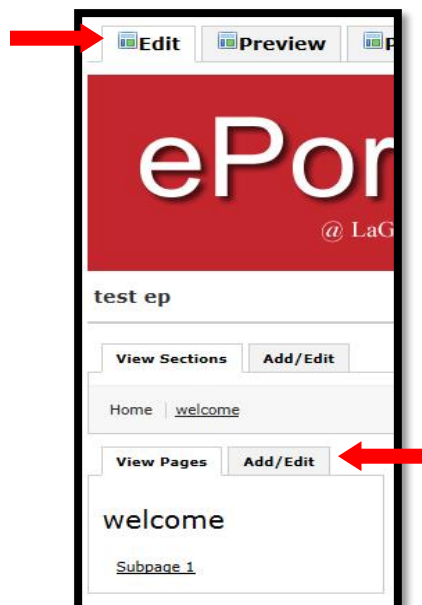 Edit Preview P
ePor
@ LaG
test ep
View Sections Add/Edit
Home welcome
View Pages Add/Edit
welcome
Subpage 1